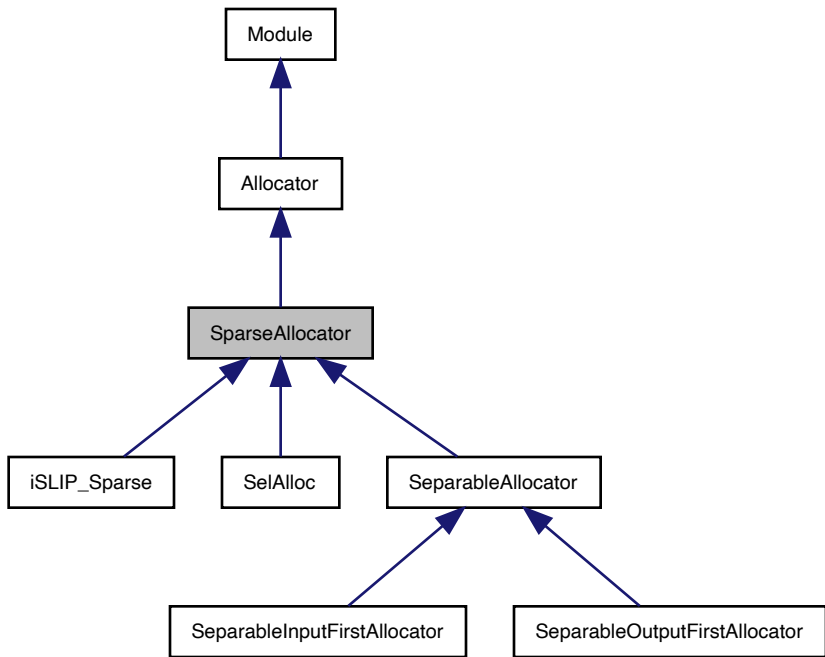 Module
Allocator
SparseAllocator
iSLIP_Sparse
SelAlloc
SeparableAllocator
SeparableInputFirstAllocator
SeparableOutputFirstAllocator